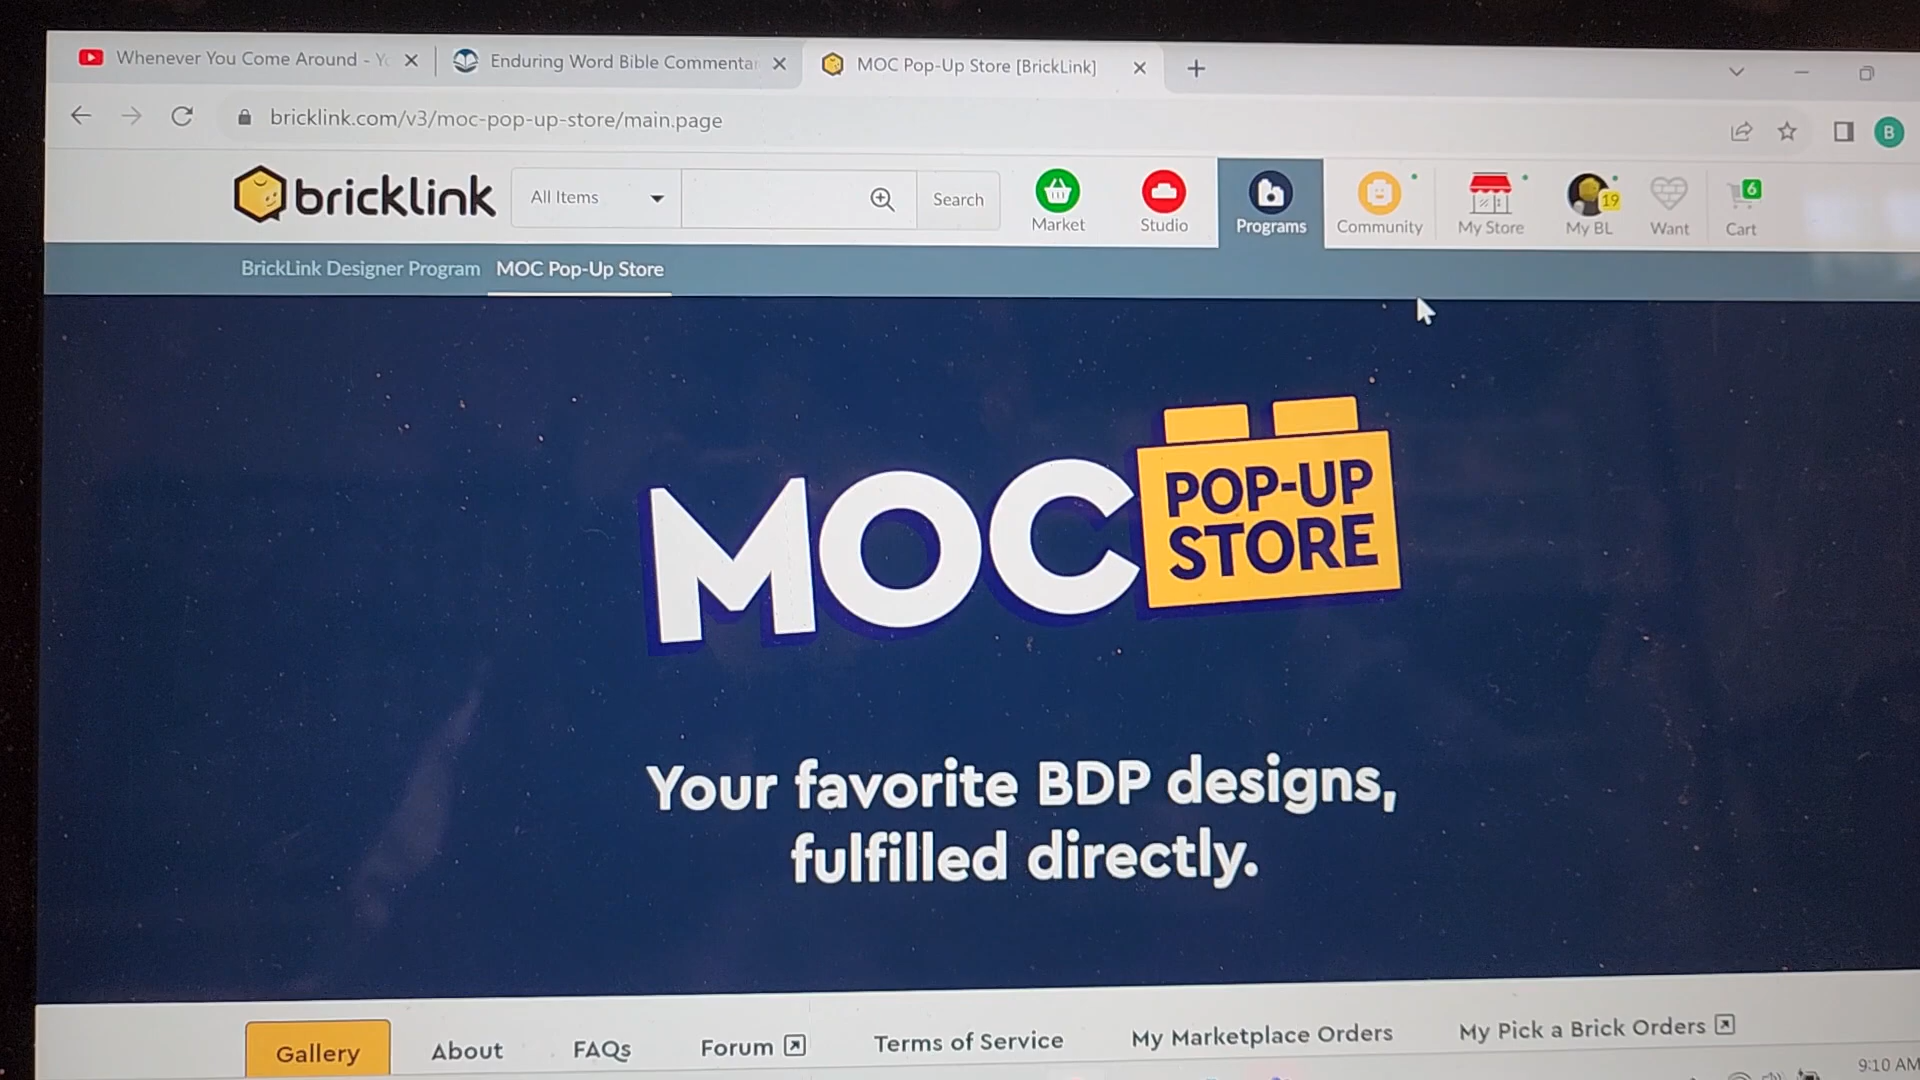 Whenever You Come Around - Yo
Enduring Word Bible Commenta
MOC Pop-Up Store [BrickLink]
bricklink.com/v3/moc-pop-up-store/main.page
B
bricklink
All Items
Search
Market
Studio
Programs
Community
My Store
19
My BL
Want
6
Cart
BrickLink Designer Program
MOC Pop-Up Store
MOC
POP-UP
STORE
Your favorite BDP designs,
fulfilled directly.
Gallery
About
FAQs
Forum
Terms of Service
My Marketplace Orders
My Pick a Brick Orders
9:10 AM